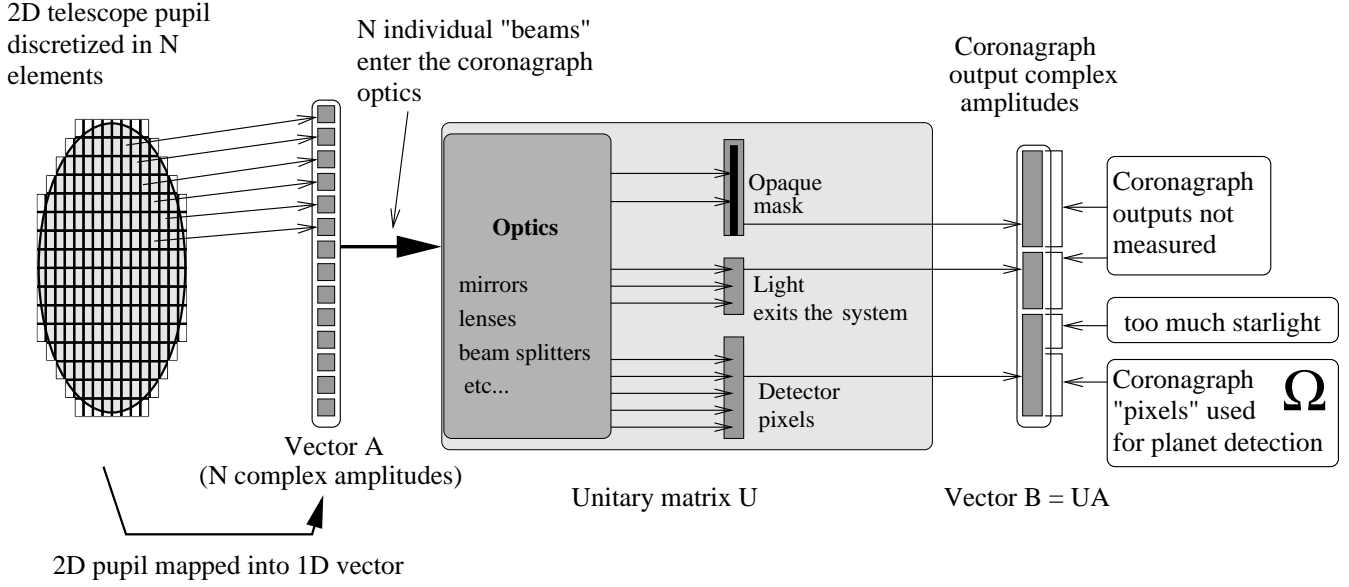 2D telescope pupil
discretized in N
elements
N individual "beams"
enter the coronagraph
optics
Coronagraph
output complex
amplitudes
Optics
mirrors
lenses
beam splitters
etc...
Opaque
mask
Light
exits the system
Detector
pixels
Coronagraph
outputs not
measured
too much starlight
Coronagraph
"pixels" used
for planet detection
Ω
Vector A
(N complex amplitudes)
Unitary matrix U
Vector B = UA
2D pupil mapped into 1D vector